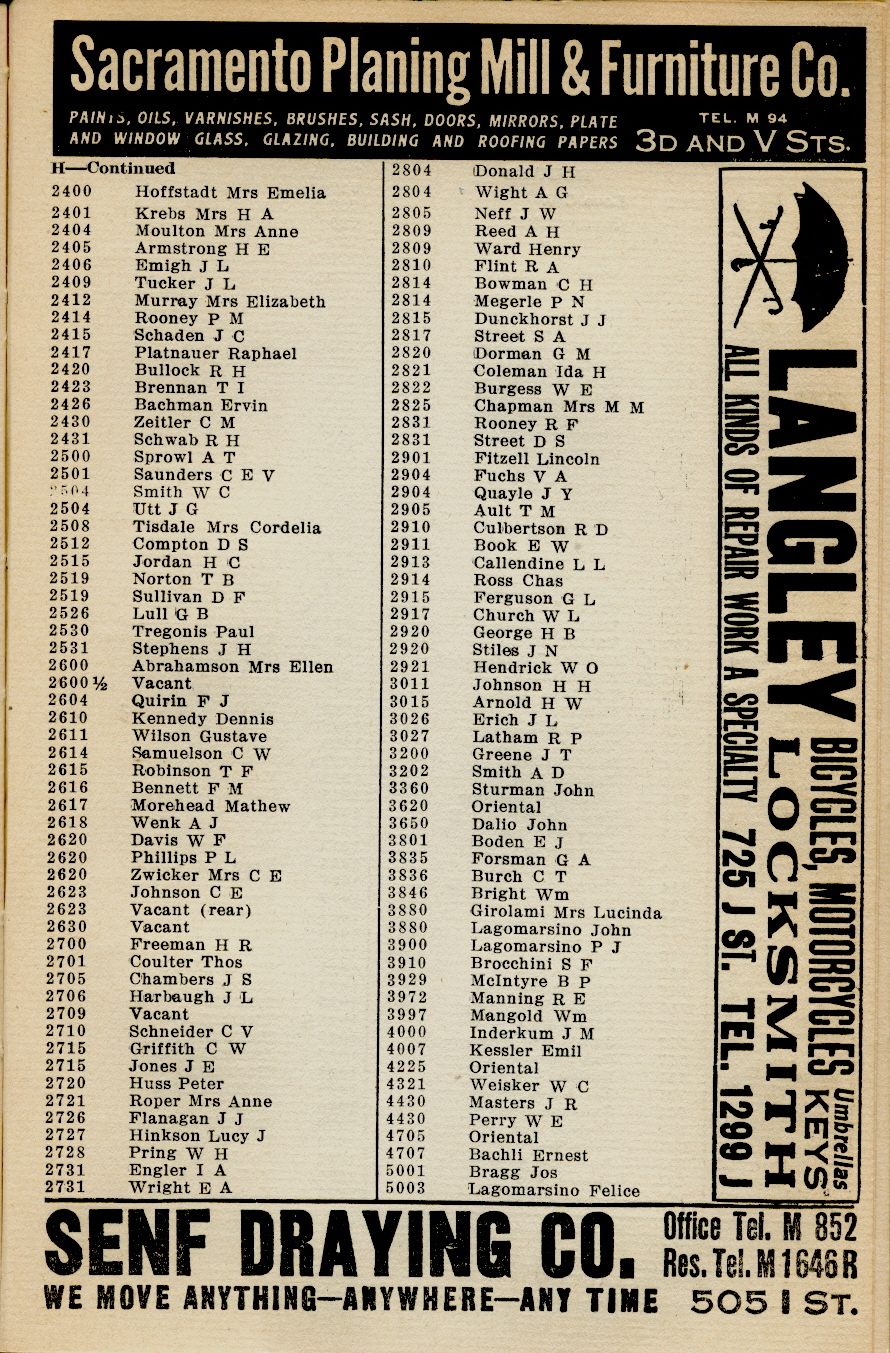 Sacramento Planing Mill & Furniture Co.
PAINTS, OILS, VARNISHES, BRUSHES, SASH, DOORS, MIRRORS, PLATE
AND WINDOW GLASS, GLAZING, BUILDING AND ROOFING PAPERS
TEL. M 94
3D AND V STS.
H—Continued
2400 Hoffstadt Mrs Emelia
2401 Krebs Mrs H A
2404 Moulton Mrs Anne
2405 Armstrong H E
2406 Emigh J L
2409 Tucker J L
2412 Murray Mrs Elizabeth
2414 Rooney P M
2415 Schaden J C
2417 Platnauer Raphael
2420 Bullock R H
2423 Brennan T I
2426 Bachman Ervin
2430 Zeitler C M
2431 Schwab R H
2500 Sprowl A T
2501 Saunders C E V
2504 Smith W C
2504 Utt J G
2508 Tisdale Mrs Cordelia
2512 Compton D S
2515 Jordan H C
2519 Norton T B
2519 Sullivan D F
2526 Lull G B
2530 Tregonis Paul
2531 Stephens J H
2600 Abrahamson Mrs Ellen
2600½ Vacant
2604 Quirin F J
2610 Kennedy Dennis
2611 Wilson Gustave
2614 Samuelson C W
2615 Robinson T F
2616 Bennett F M
2617 Morehead Mathew
2618 Wenk A J
2620 Davis W F
2620 Phillips P L
2620 Zwicker Mrs C E
2623 Johnson C E
2623 Vacant (rear)
2630 Vacant
2700 Freeman H R
2701 Coulter Thos
2705 Chambers J S
2706 Harbaugh J L
2709 Vacant
2710 Schneider C V
2715 Griffith C W
2715 Jones J E
2720 Huss Peter
2721 Roper Mrs Anne
2726 Flanagan J J
2727 Hinkson Lucy J
2728 Pring W H
2731 Engler I A
2731 Wright E A
2804 Donald J H
2804 Wight A G
2805 Neff J W
2809 Reed A H
2809 Ward Henry
2810 Flint R A
2814 Bowman C H
2814 Megerle P N
2815 Dunckhorst J J
2817 Street S A
2820 Dorman G M
2821 Coleman Ida H
2822 Burgess W E
2825 Chapman Mrs M M
2831 Rooney R F
2831 Street D S
2901 Fitzell Lincoln
2904 Fuchs V A
2904 Quayle J Y
2905 Ault T M
2910 Culbertson R D
2911 Book E W
2913 Callendine L L
2914 Ross Chas
2915 Ferguson G L
2917 Church W L
2920 George H B
2920 Stiles J N
2921 Hendrick W O
3011 Johnson H H
3015 Arnold H W
3026 Erich J L
3027 Latham R P
3200 Greene J T
3202 Smith A D
3360 Sturman John
3620 Oriental
3650 Dalio John
3801 Boden E J
3835 Forsman G A
3836 Burch C T
3846 Bright Wm
3880 Girolami Mrs Lucinda
3880 Lagomarsino John
3900 Lagomarsino P J
3910 Brocchini S F
3929 McIntyre B P
3972 Manning R E
3997 Mangold Wm
4000 Inderkum J M
4007 Kessler Emil
4225 Oriental
4321 Weisker W C
4430 Masters J R
4430 Perry W E
4705 Oriental
4707 Bachli Ernest
5001 Bragg Jos
5003 Lagomarsino Felice
LANGLEY
BICYCLES, MOTORCYCLES Umbrellas
LOCKSMITH KEYS
ALL KINDS OF REPAIR WORK A SPECIALTY 725 J ST. TEL. 1299 J
SENF DRAYING CO.
Office Tel. M 852
Res. Tel. M 1646R
WE MOVE ANYTHING—ANYWHERE—ANY TIME
505 I ST.